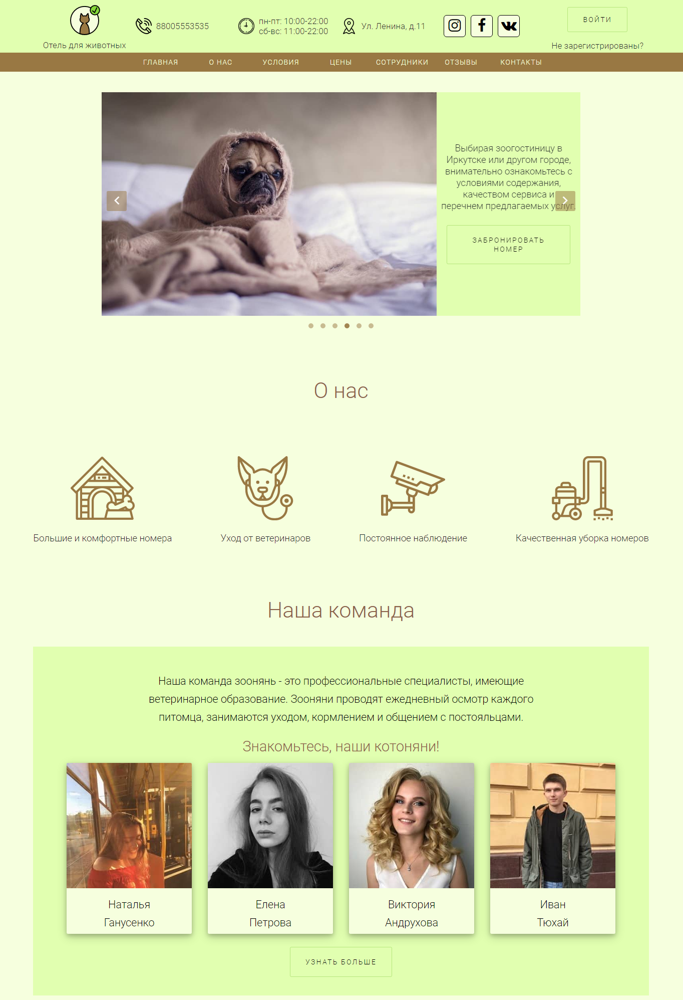 Отель для животных
88005553535
пн-пт: 10:00-22:00
сб-вс: 11:00-22:00
Ул. Ленина, д.11
ВОЙТИ
Не зарегистрированы?
ГЛАВНАЯ О НАС УСЛОВИЯ ЦЕНЫ СОТРУДНИКИ ОТЗЫВЫ КОНТАКТЫ
Выбирая зоогостиницу в
Иркутске или другом городе,
внимательно ознакомьтесь с
условиями содержания,
качеством сервиса и
перечнем предлагаемых услуг.
ЗАБРОНИРОВАТЬ
НОМЕР
О нас
Большие и комфортные номера
Уход от ветеринаров
Постоянное наблюдение
Качественная уборка номеров
Наша команда
Наша команда зоонянь - это профессиональные специалисты, имеющие
ветеринарное образование. Зооняни проводят ежедневный осмотр каждого
питомца, занимаются уходом, кормлением и общением с постояльцами.
Знакомьтесь, наши котоняни!
Наталья
Ганусенко
Елена
Петрова
Виктория
Андрухова
Иван
Тюхай
УЗНАТЬ БОЛЬШЕ